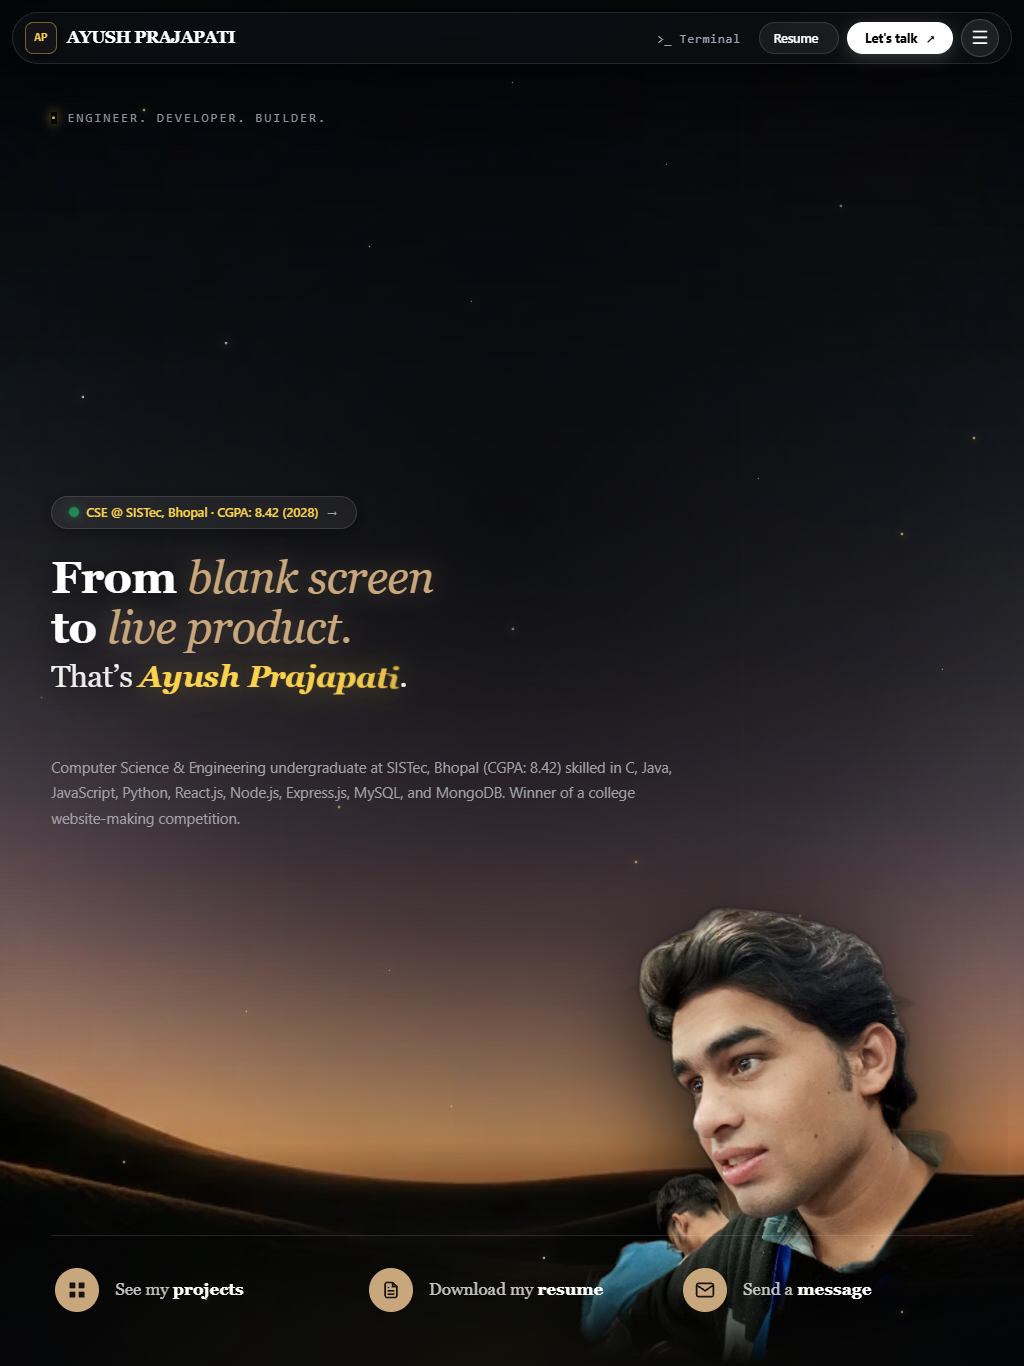 AP AYUSH PRAJAPATI >_ Terminal Resume Let's talk ↗ ☰
ENGINEER. DEVELOPER. BUILDER.
CSE @ SISTec, Bhopal · CGPA: 8.42 (2028) →
From blank screen
to live product.
That’s Ayush Prajapati.
Computer Science & Engineering undergraduate at SISTec, Bhopal (CGPA: 8.42) skilled in C, Java,
JavaScript, Python, React.js, Node.js, Express.js, MySQL, and MongoDB. Winner of a college
website-making competition.
See my projects
Download my resume
Send a message